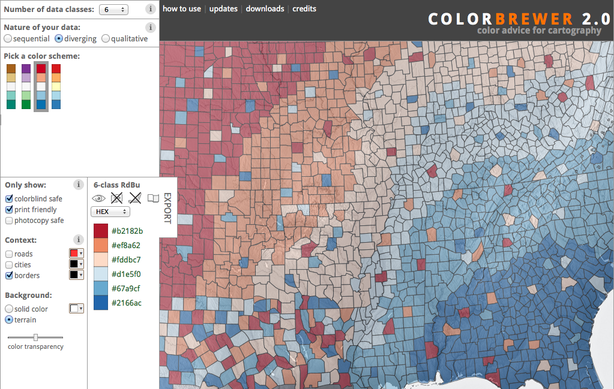 Number of data classes: 6 i
how to use | updates | downloads | credits
COLORBREWER 2.0
color advice for cartography
Nature of your data: i
sequential diverging qualitative
Pick a color scheme:
Only show: i
colorblind safe
print friendly
photocopy safe
Context: i
roads
cities
borders
Background: i
solid color
terrain
color transparency
6-class RdBu
EXPORT
HEX
#b2182b
#ef8a62
#fddbc7
#d1e5f0
#67a9cf
#2166ac